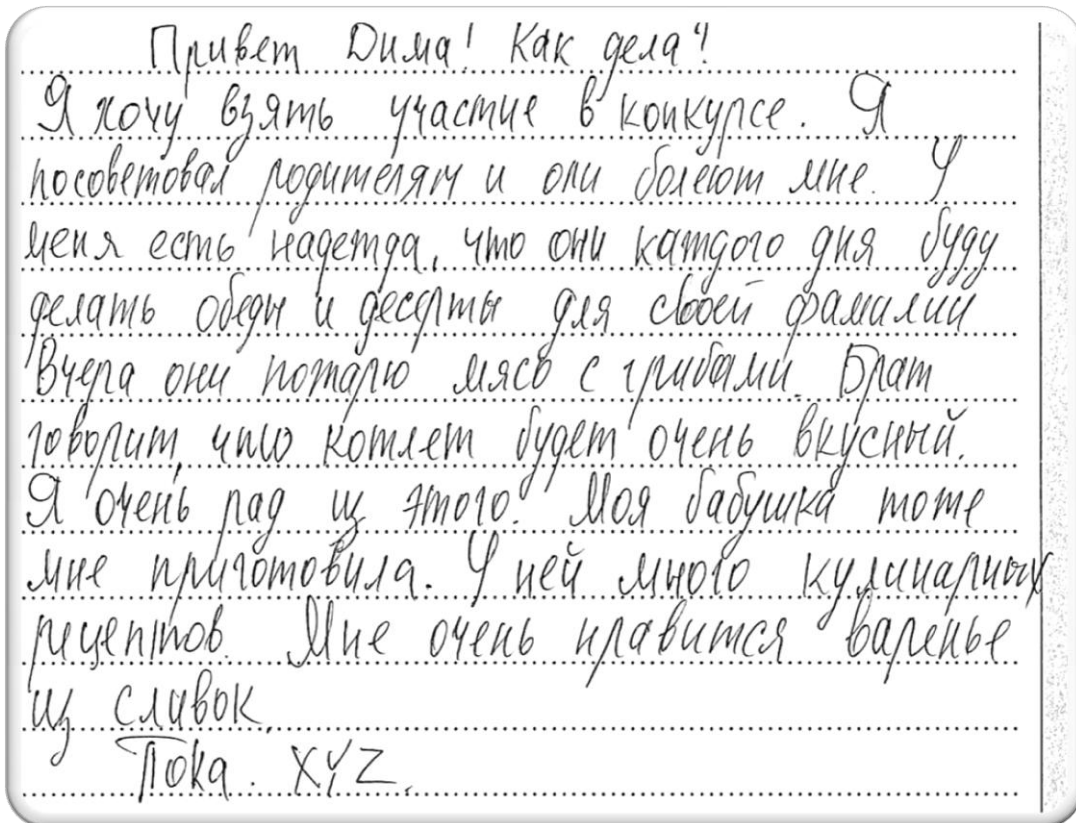 Привет Дима! Как дела?
Я хочу взять участие в конкурсе. Я
посоветовал родителям и они болеют мне. У
меня есть надежда, что они каждого дня буду
делать обеды и десерты для своей фамилии
Вчера они пожарю мясо с грибами. Брат
говорит, что котлет будет очень вкусный.
Я очень рад из этого. Моя бабушка тоже
мне приготовила. У ней много кулинарных
рецептов. Мне очень нравится варенье
из сливок.
Пока. XYZ.